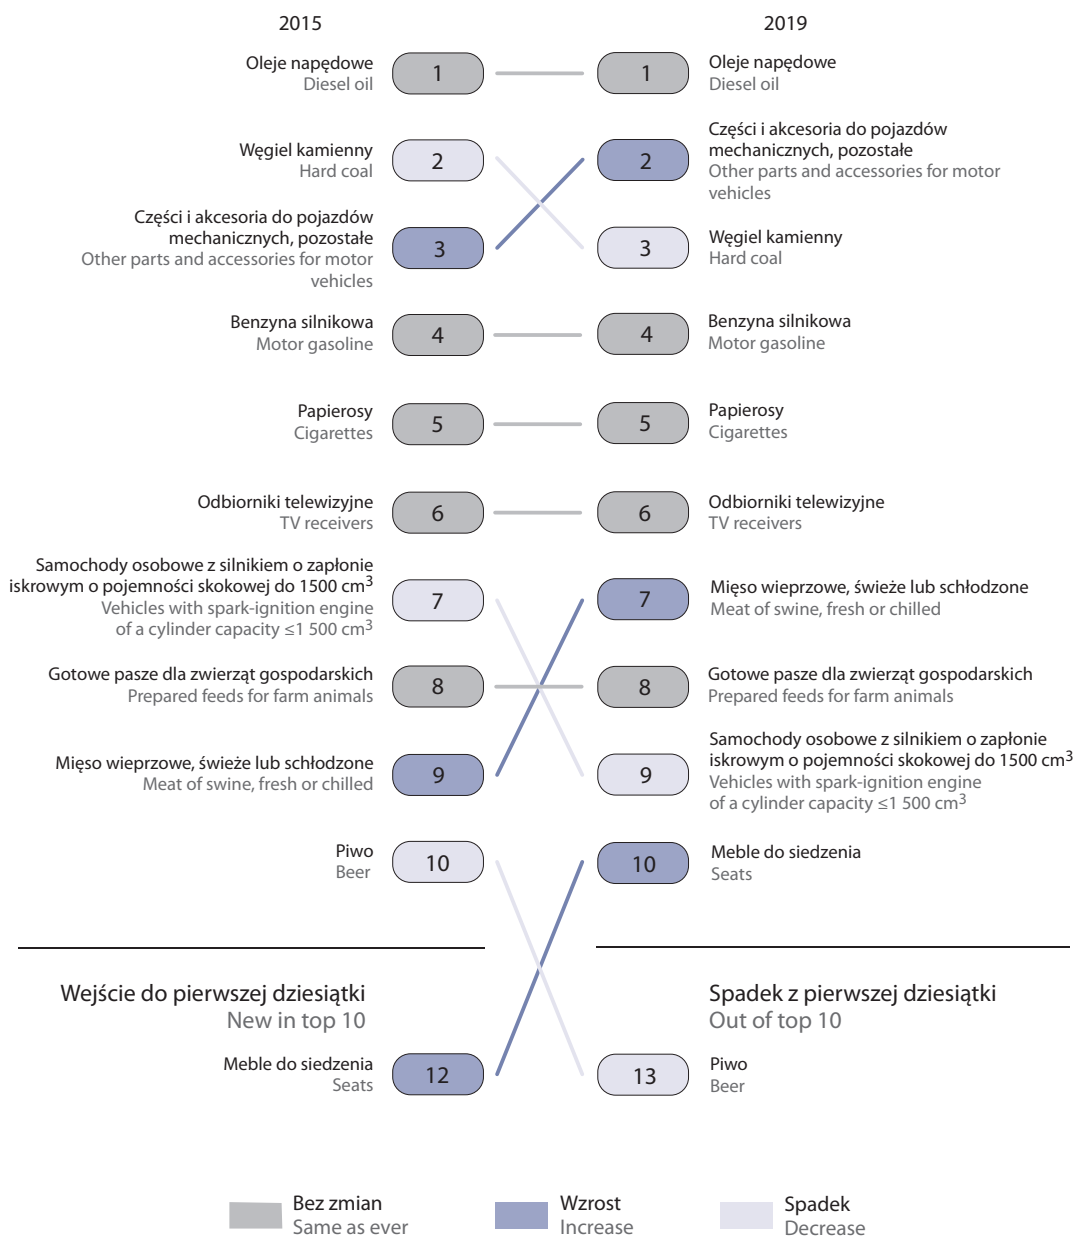 2015
2019
Oleje napędowe
Diesel oil
1
1
Oleje napędowe
Diesel oil
Węgiel kamienny
Hard coal
2
2
Części i akcesoria do pojazdów
mechanicznych, pozostałe
Other parts and accessories for motor
vehicles
Części i akcesoria do pojazdów
mechanicznych, pozostałe
Other parts and accessories for motor
vehicles
3
3
Węgiel kamienny
Hard coal
Benzyna silnikowa
Motor gasoline
4
4
Benzyna silnikowa
Motor gasoline
Papierosy
Cigarettes
5
5
Papierosy
Cigarettes
Odbiorniki telewizyjne
TV receivers
6
6
Odbiorniki telewizyjne
TV receivers
Samochody osobowe z silnikiem o zapłonie
iskrowym o pojemności skokowej do 1500 cm³
Vehicles with spark-ignition engine
of a cylinder capacity ≤1 500 cm³
7
7
Mięso wieprzowe, świeże lub schłodzone
Meat of swine, fresh or chilled
Gotowe pasze dla zwierząt gospodarskich
Prepared feeds for farm animals
8
8
Gotowe pasze dla zwierząt gospodarskich
Prepared feeds for farm animals
Mięso wieprzowe, świeże lub schłodzone
Meat of swine, fresh or chilled
9
9
Samochody osobowe z silnikiem o zapłonie
iskrowym o pojemności skokowej do 1500 cm³
Vehicles with spark-ignition engine
of a cylinder capacity ≤1 500 cm³
Piwo
Beer
10
10
Meble do siedzenia
Seats
Wejście do pierwszej dziesiątki
New in top 10
Spadek z pierwszej dziesiątki
Out of top 10
Meble do siedzenia
Seats
12
13
Piwo
Beer
Bez zmian
Same as ever
Wzrost
Increase
Spadek
Decrease